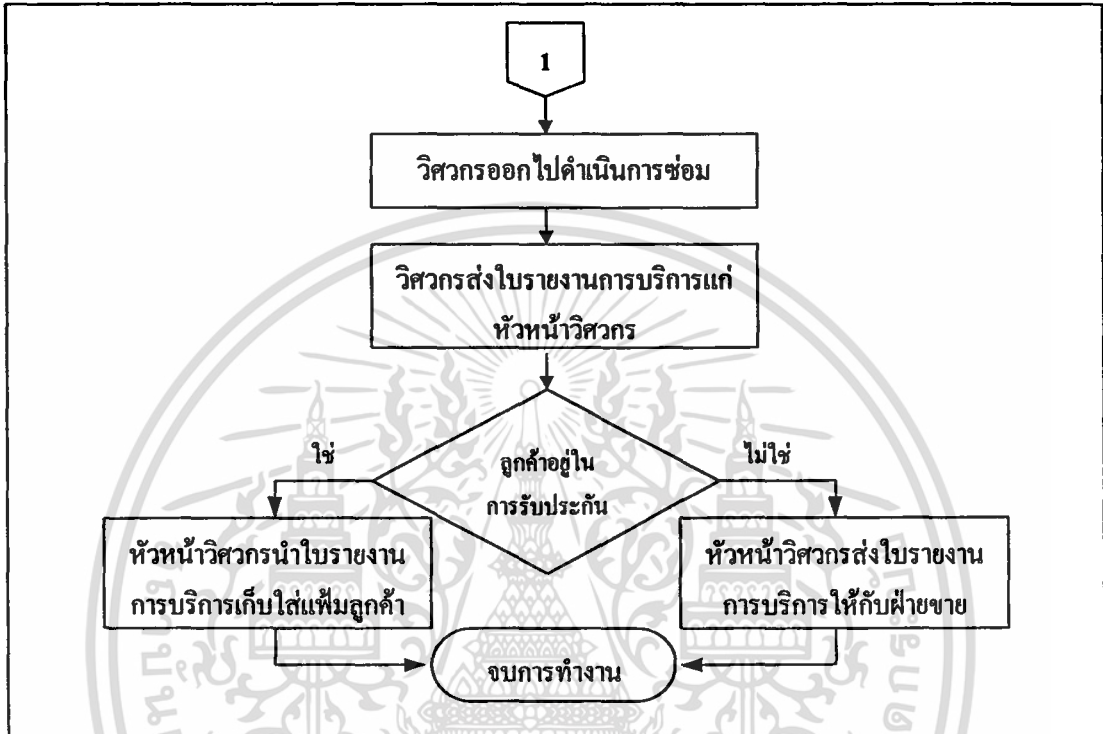 1
วิศวกรออกไปดำเนินการซ่อม
วิศวกรส่งใบรายงานการบริการแก่
หัวหน้าวิศวกร
ใช่
ลูกค้าอยู่ใน
การรับประกัน
ไม่ใช่
หัวหน้าวิศวกรนำใบรายงาน
การบริการเก็บใส่แฟ้มลูกค้า
หัวหน้าวิศวกรส่งใบรายงาน
การบริการให้กับฝ่ายขาย
จบการทำงาน